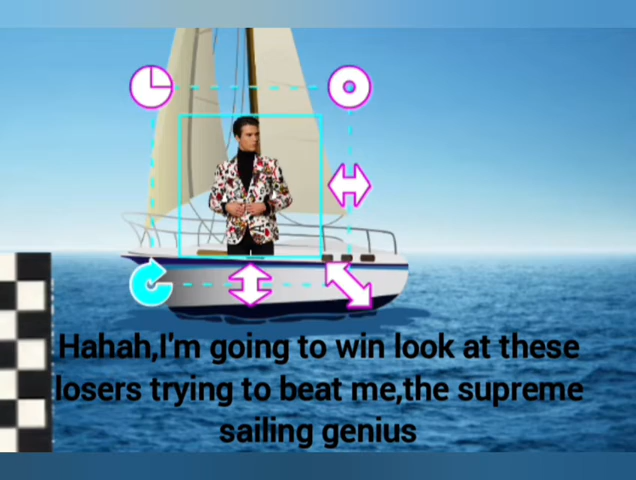 Hahah,I'm going to win look at these
losers trying to beat me,the supreme
sailing genius